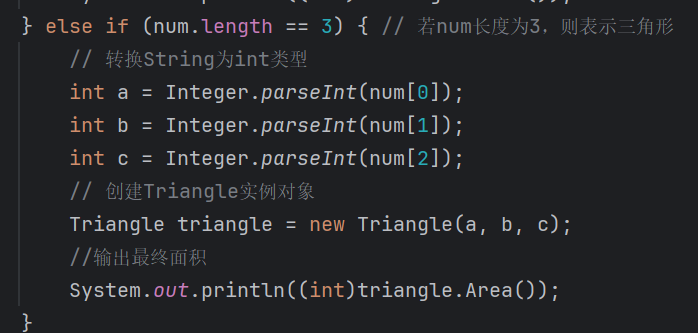 } else if (num.length == 3) { // 若num长度为3，则表示三角形
// 转换String为int类型
int a = Integer.parseInt(num[0]);
int b = Integer.parseInt(num[1]);
int c = Integer.parseInt(num[2]);
// 创建Triangle实例对象
Triangle triangle = new Triangle(a, b, c);
//输出最终面积
System.out.println((int)triangle.Area());
}